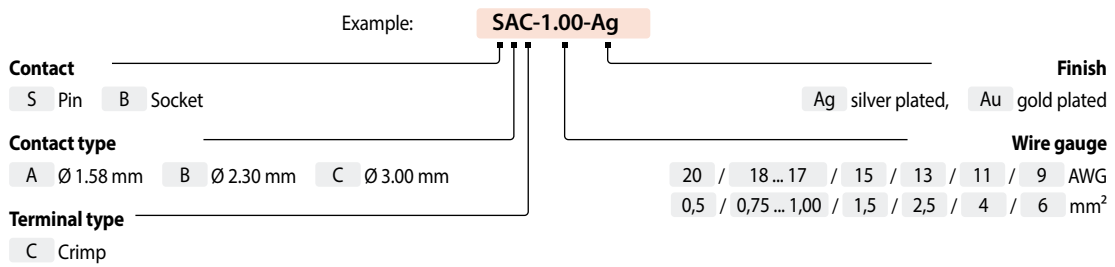 Example: SAC-1.00-Ag
Contact
S Pin B Socket
Contact type
A Ø 1.58 mm B Ø 2.30 mm C Ø 3.00 mm
Terminal type
C Crimp
Finish
Ag silver plated, Au gold plated
Wire gauge
20 / 18 ... 17 / 15 / 13 / 11 / 9 AWG
0,5 / 0,75 ... 1,00 / 1,5 / 2,5 / 4 / 6 mm²